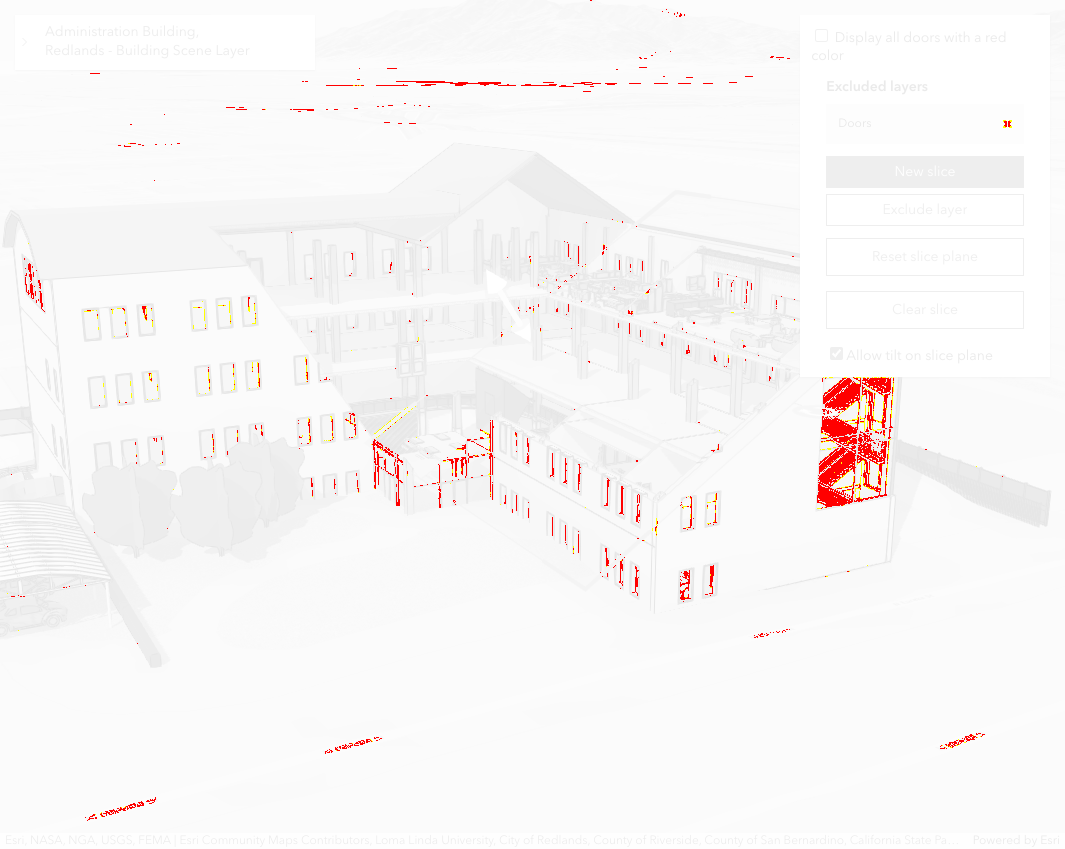 Administration Building,
Redlands - Building Scene Layer
Display all doors with a red
color
Excluded layers
Doors
New slice
Exclude layer
Reset slice plane
Clear slice
Allow tilt on slice plane
Esri, NASA, NGA, USGS, FEMA | Esri Community Maps Contributors, Loma Linda University, City of Redlands, County of Riverside, County of San Bernardino, California State Pa... Powered by Esri